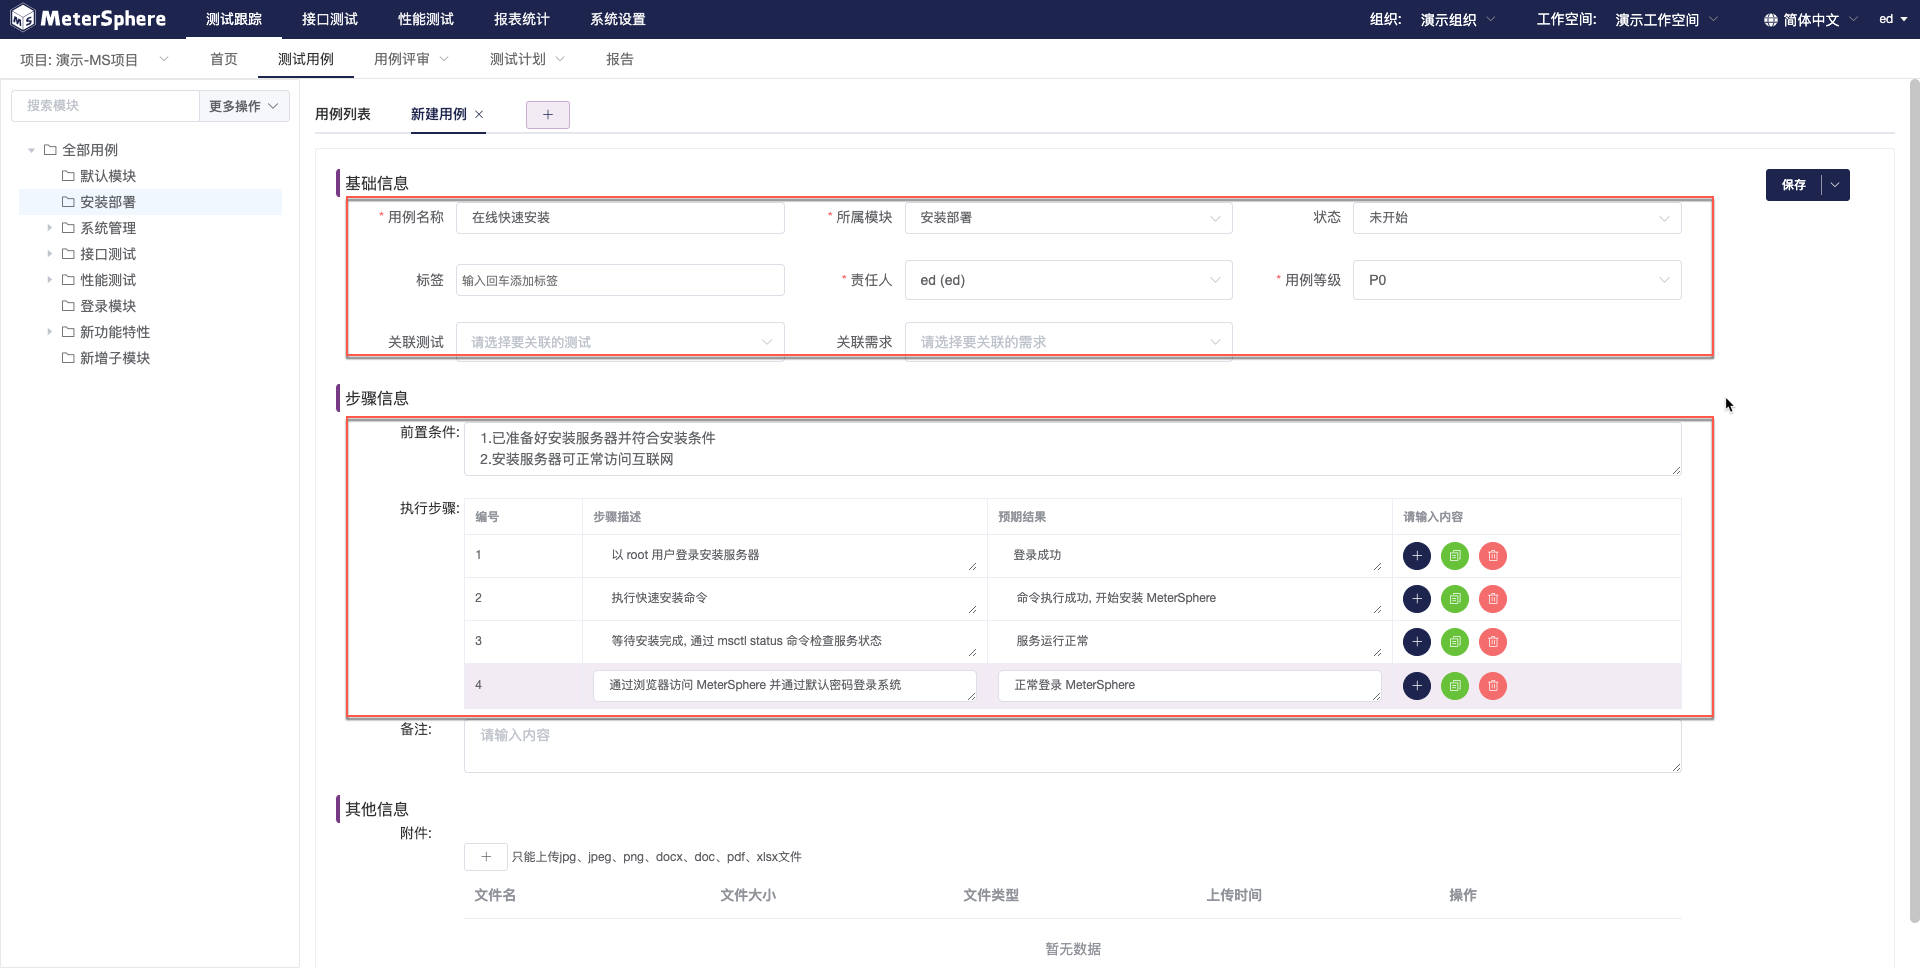 MeterSphere 测试跟踪 接口测试 性能测试 报表统计 系统设置 组织: 演示组织 工作空间: 演示工作空间 简体中文 ed
项目: 演示-MS项目 首页 测试用例 用例评审 测试计划 报告
搜索模块 更多操作
全部用例
默认模块
安装部署
系统管理
接口测试
性能测试
登录模块
新功能特性
新增子模块
用例列表 新建用例
基础信息 保存
* 用例名称 在线快速安装 * 所属模块 安装部署 状态 未开始
标签 输入回车添加标签 * 责任人 ed (ed) * 用例等级 P0
关联测试 请选择要关联的测试 关联需求 请选择要关联的需求
步骤信息
前置条件: 1.已准备好安装服务器并符合安装条件
2.安装服务器可正常访问互联网
执行步骤: 编号 步骤描述 预期结果 请输入内容
1 以 root 用户登录安装服务器 登录成功
2 执行快速安装命令 命令执行成功, 开始安装 MeterSphere
3 等待安装完成, 通过 msctl status 命令检查服务状态 服务运行正常
4 通过浏览器访问 MeterSphere 并通过默认密码登录系统 正常登录 MeterSphere
备注: 请输入内容
其他信息
附件:
只能上传jpg、jpeg、png、docx、doc、pdf、xlsx文件
文件名 文件大小 文件类型 上传时间 操作
暂无数据